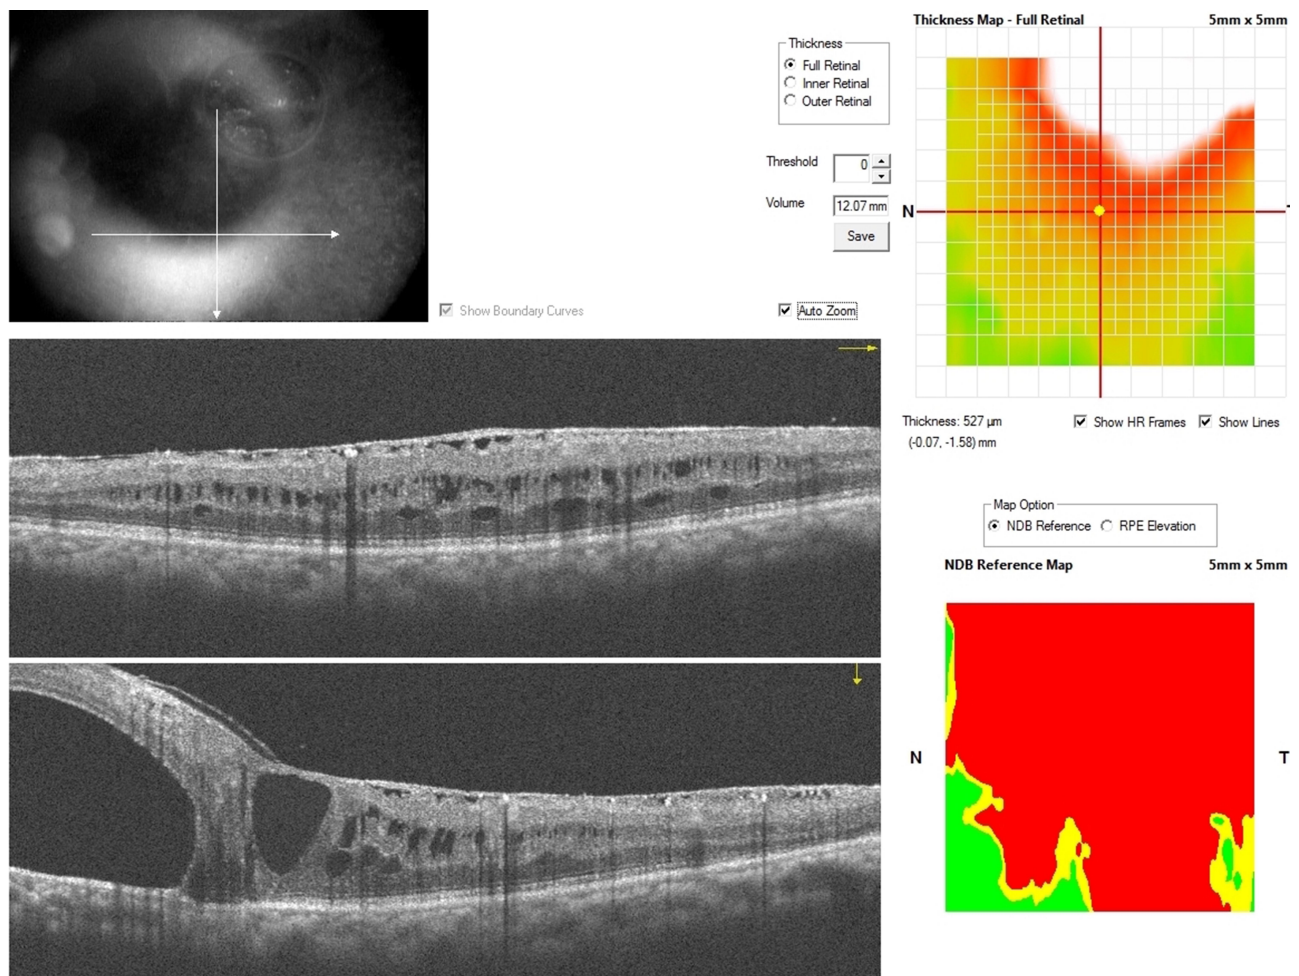 Thickness Map - Full Retinal 5mm x 5mm
Thickness
Full Retinal
Inner Retinal
Outer Retinal
Threshold 0
Volume 12.07 mm
Save
Show Boundary Curves
Auto Zoom
N
Thickness: 527 µm
Show HR Frames
Show Lines
(-0.07, -1.58) mm
Map Option
NDB Reference
RPE Elevation
NDB Reference Map 5mm x 5mm
N T